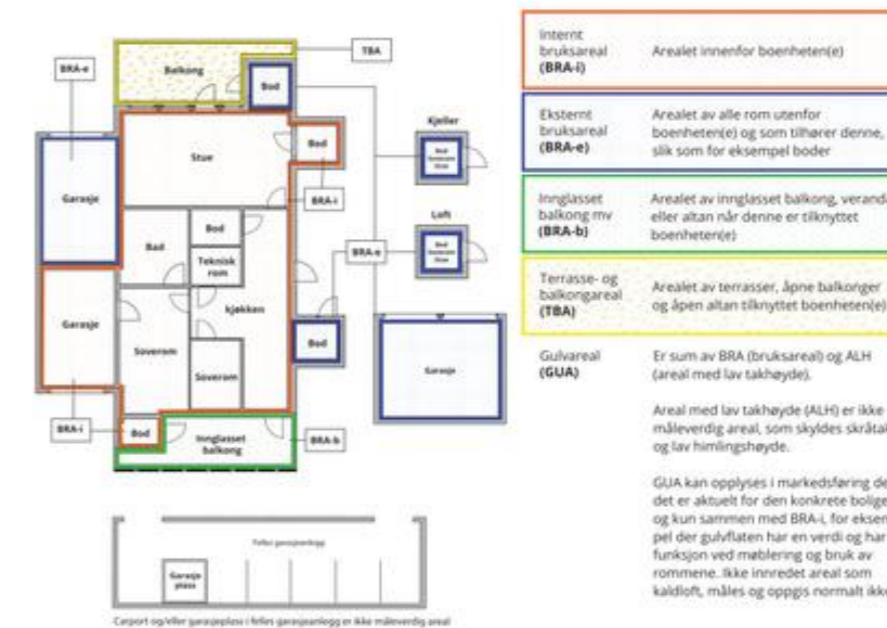 TBA
BRA-e
Balkong
Bod
Kjeller
Stue
Bod
Bod
Garasje
BRA-i
Loft
Bad
Bod
Bod
Teknisk
rom
BRA-e
Garasje
kjøkken
Soverom
Bod
Garasje
Soverom
BRA-i
Bod
Innglasset
balkong
BRA-b
Felles garasjeanlegg
Garasje
plass
Carport og/eller garasjeplass i felles garasjeanlegg er ikke måleverdig areal
Internt
bruksareal
(BRA-i)
Arealet innenfor boenheten(e)
Eksternt
bruksareal
(BRA-e)
Arealet av alle rom utenfor
boenheten(e) og som tilhører denne,
slik som for eksempel boder
Innglasset
balkong mv
(BRA-b)
Arealet av innglasset balkong, verand
eller altan når denne er tilknyttet
boenheten(e)
Terrasse- og
balkongareal
(TBA)
Arealet av terrasser, åpne balkonger
og åpen altan tilknyttet boenheten(e)
Gulvareal
(GUA)
Er sum av BRA (bruksareal) og ALH
(areal med lav takhøyde).
Areal med lav takhøyde (ALH) er ikke
måleverdig areal, som skyldes skråta
og lav himlingshøyde.
GUA kan opplyses i markedsføring de
det er aktuelt for den konkrete bolige
og kun sammen med BRA-i, for eksem
pel der gulvflaten har en verdi og har
funksjon ved møblering og bruk av
rommene. Ikke innredet areal som
kaldloft, måles og oppgis normalt ikke